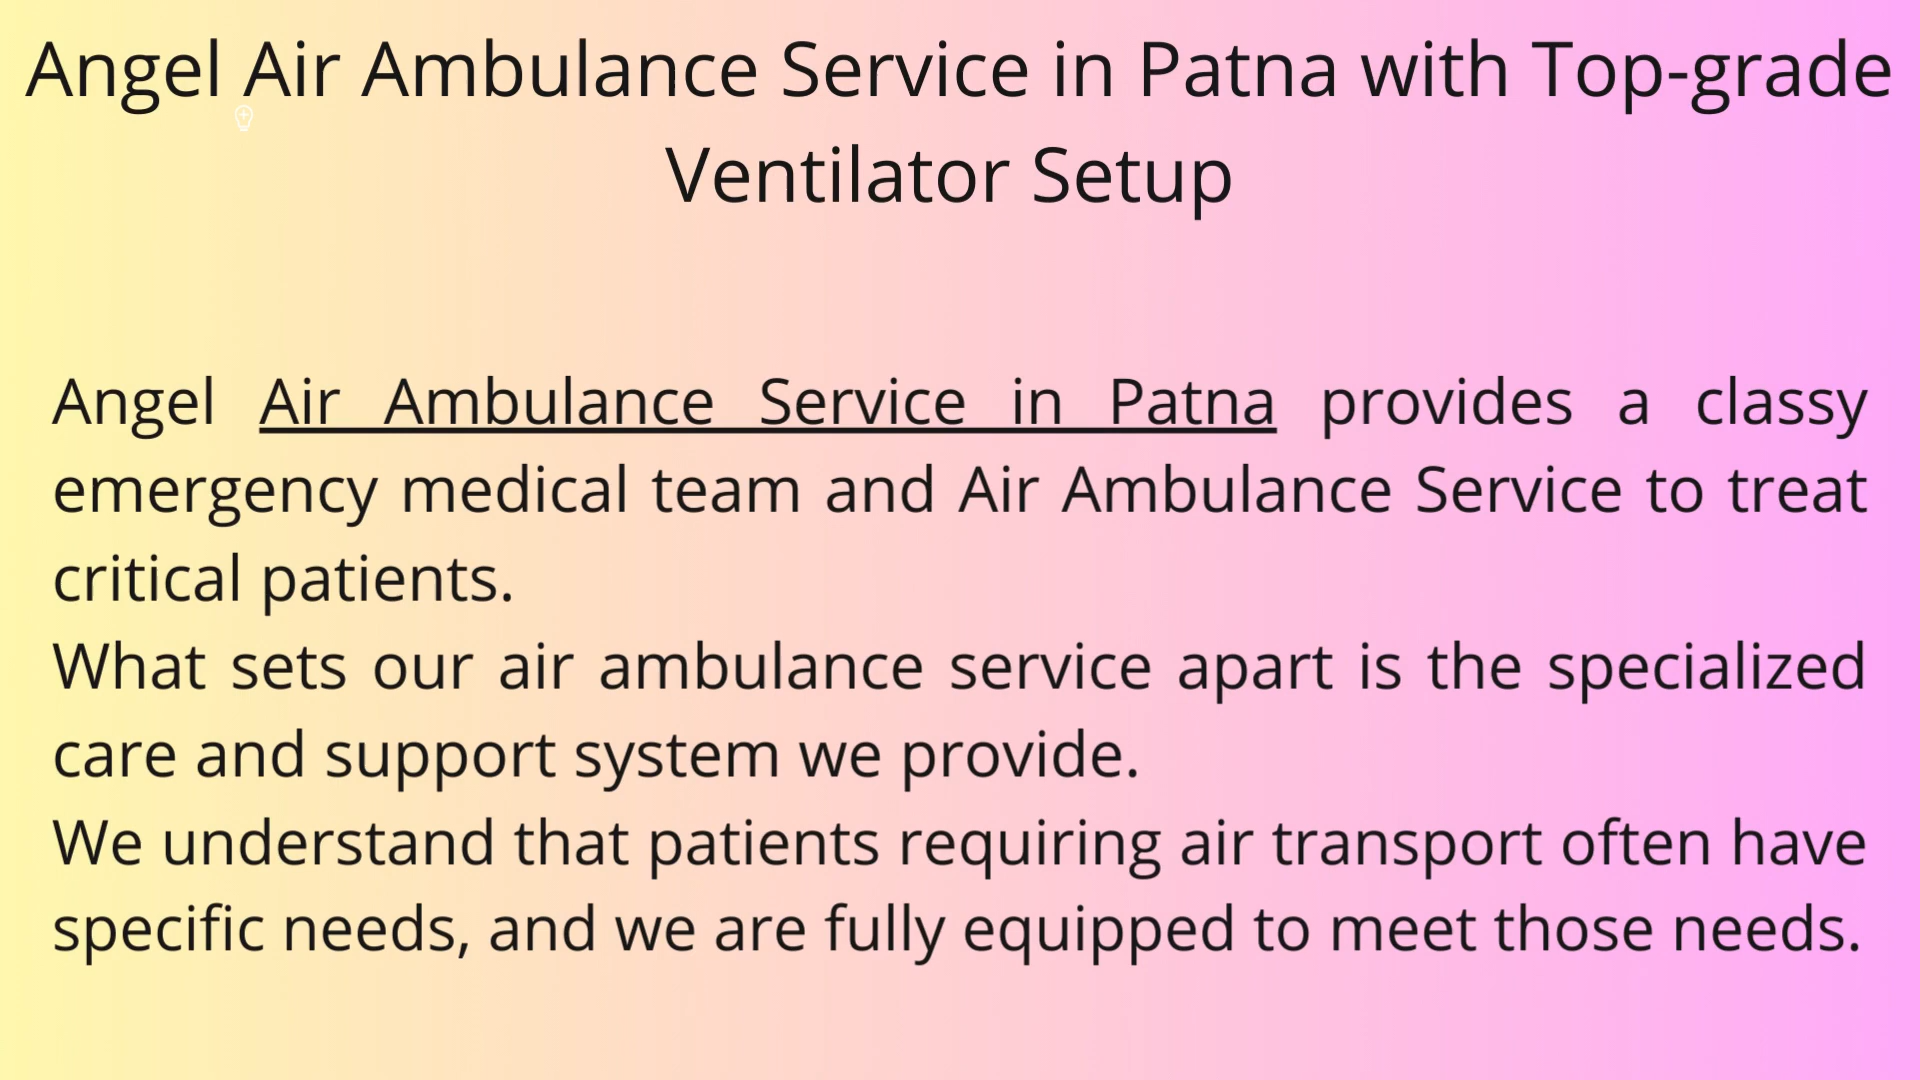 Angel Air Ambulance Service in Patna with Top-grade
Ventilator Setup
Angel Air Ambulance Service in Patna provides a classy
emergency medical team and Air Ambulance Service to treat
critical patients.
What sets our air ambulance service apart is the specialized
care and support system we provide.
We understand that patients requiring air transport often have
specific needs, and we are fully equipped to meet those needs.